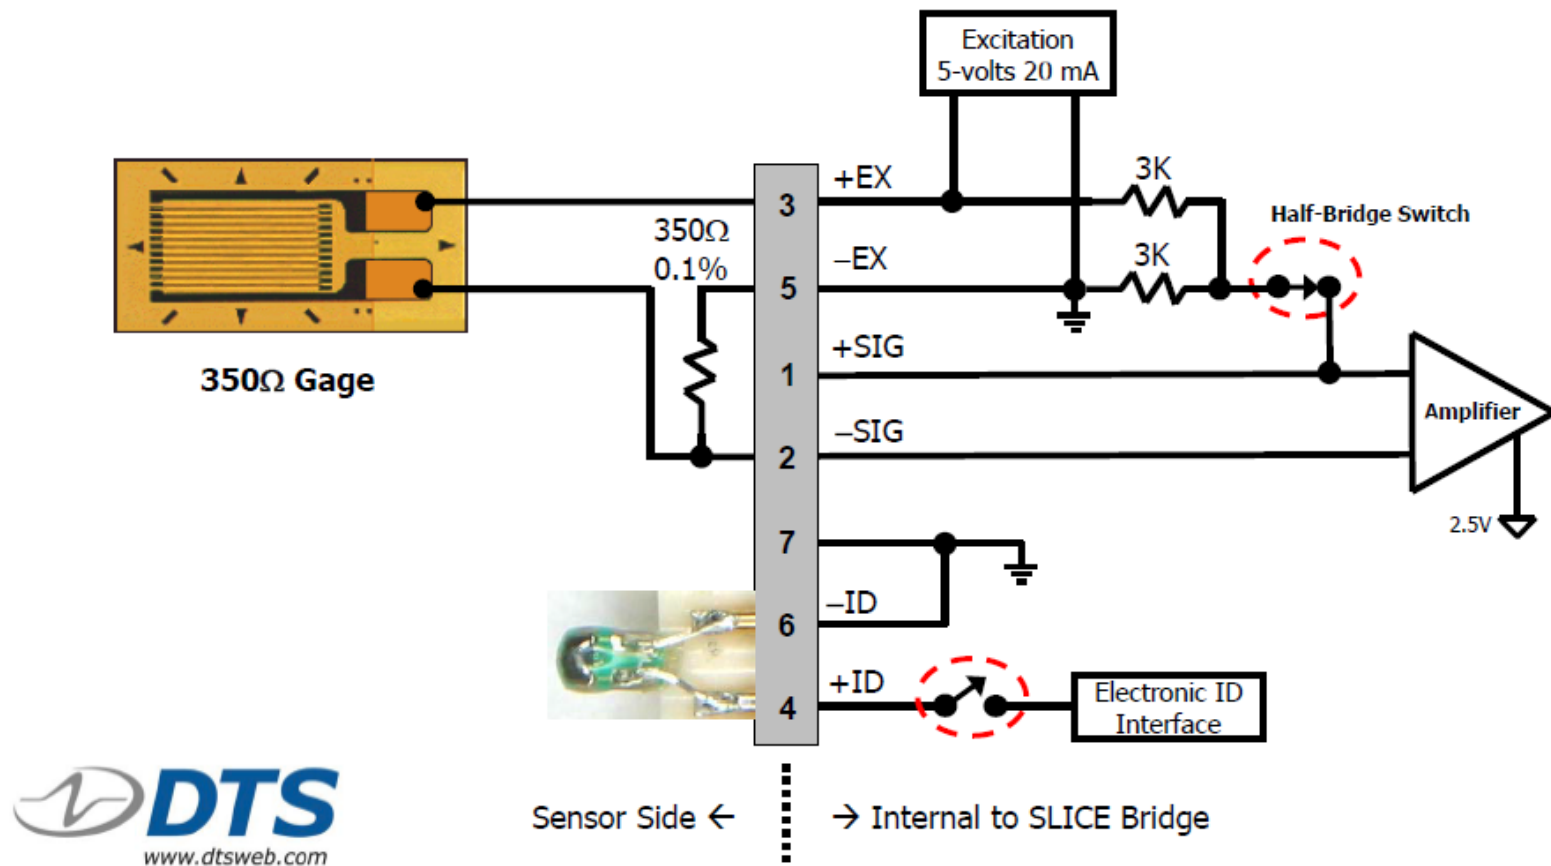 Excitation
5-volts 20 mA
+EX
3K
3
Half-Bridge Switch
350Ω
0.1%
−EX
3K
5
+SIG
1
350Ω Gage
Amplifier
−SIG
2
2.5V
7
−ID
6
+ID
4
Electronic ID
Interface
DTS
www.dtsweb.com
Sensor Side ←
→ Internal to SLICE Bridge